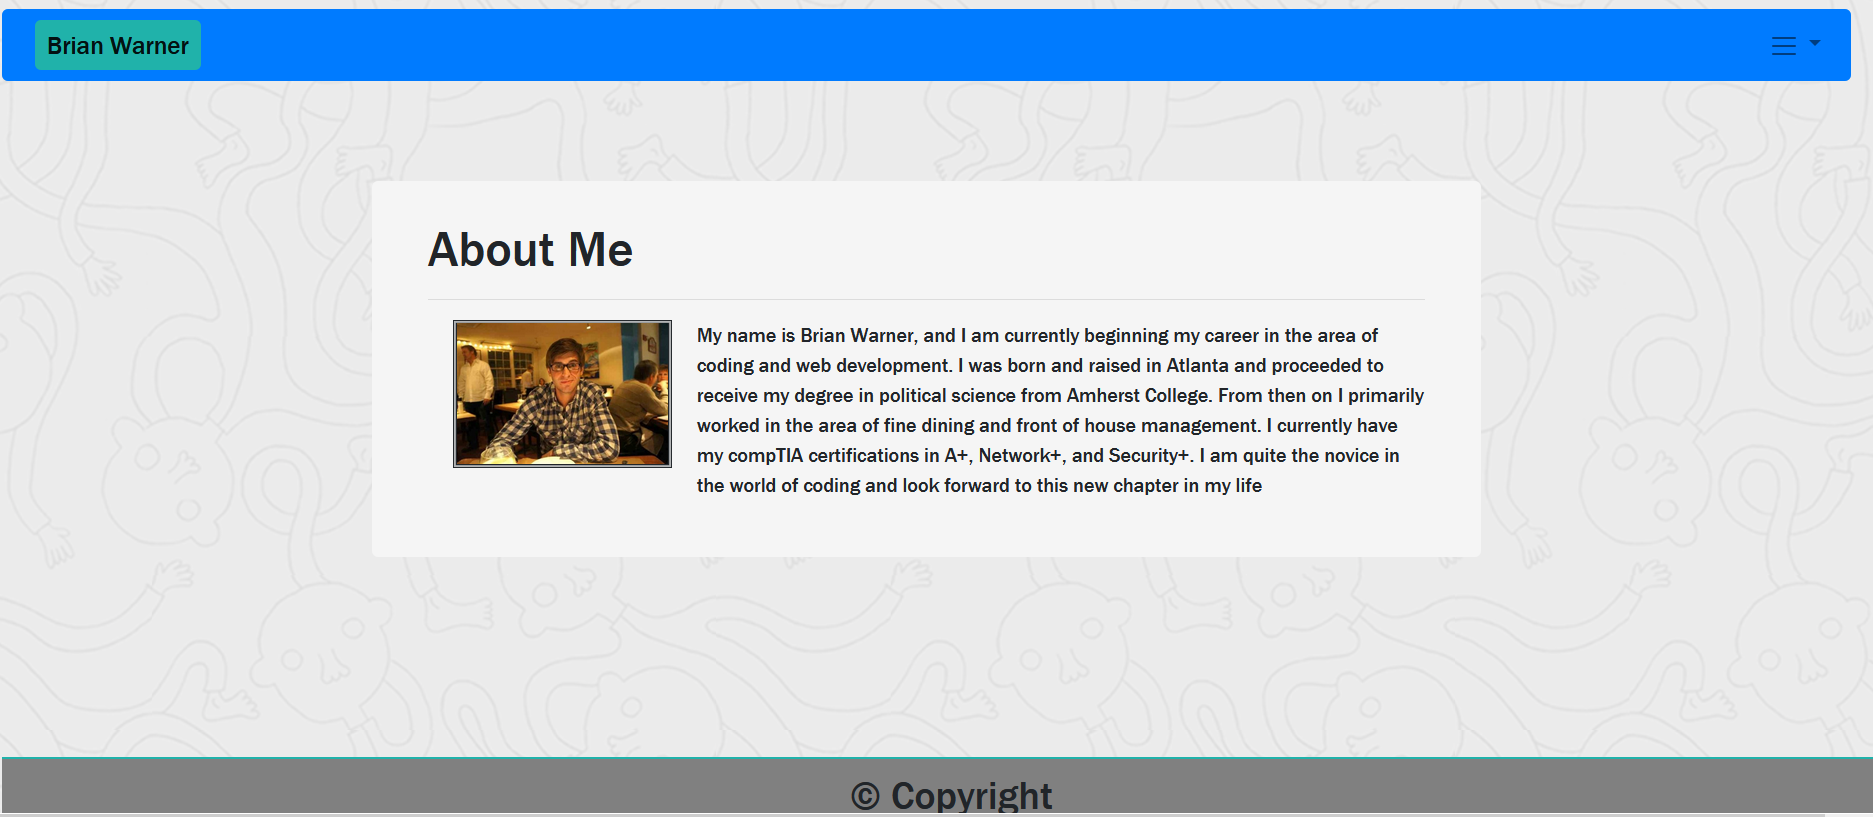 Brian Warner
About Me
My name is Brian Warner, and I am currently beginning my career in the area of
coding and web development. I was born and raised in Atlanta and proceeded to
receive my degree in political science from Amherst College. From then on I primarily
worked in the area of fine dining and front of house management. I currently have
my compTIA certifications in A+, Network+, and Security+. I am quite the novice in
the world of coding and look forward to this new chapter in my life
© Copyright